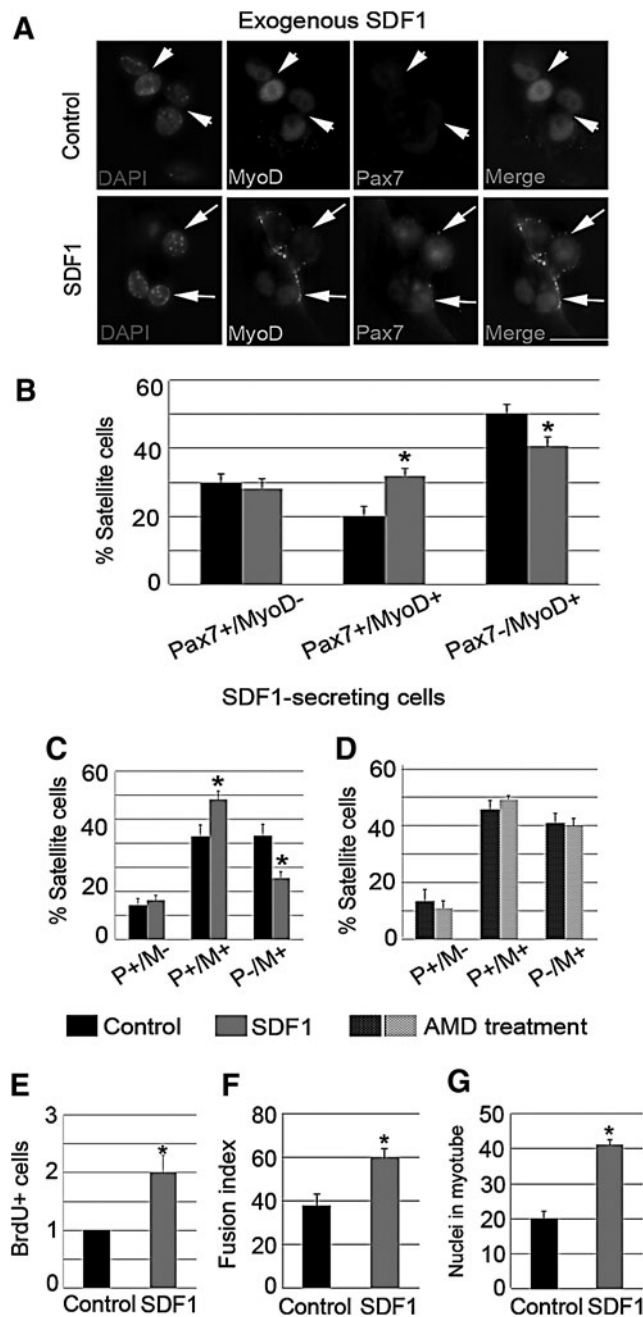 A
Exogenous SDF1
Control
DAPI
MyoD
Pax7
Merge
SDF1
DAPI
MyoD
Pax7
Merge
B
% Satellite cells
60
40
20
0
*
*
Pax7+/MyoD-
Pax7+/MyoD+
Pax7-/MyoD+
SDF1-secreting cells
C
% Satellite cells
60
40
20
0
*
*
P+/M-
P+/M+
P-/M+
D
% Satellite cells
60
40
20
0
P+/M-
P+/M+
P-/M+
Control
SDF1
AMD treatment
E
BrdU+ cells
3
2
1
0
*
Control SDF1
F
Fusion index
80
60
40
20
0
*
Control SDF1
G
Nuclei in myotube
50
40
30
20
10
0
*
Control SDF1